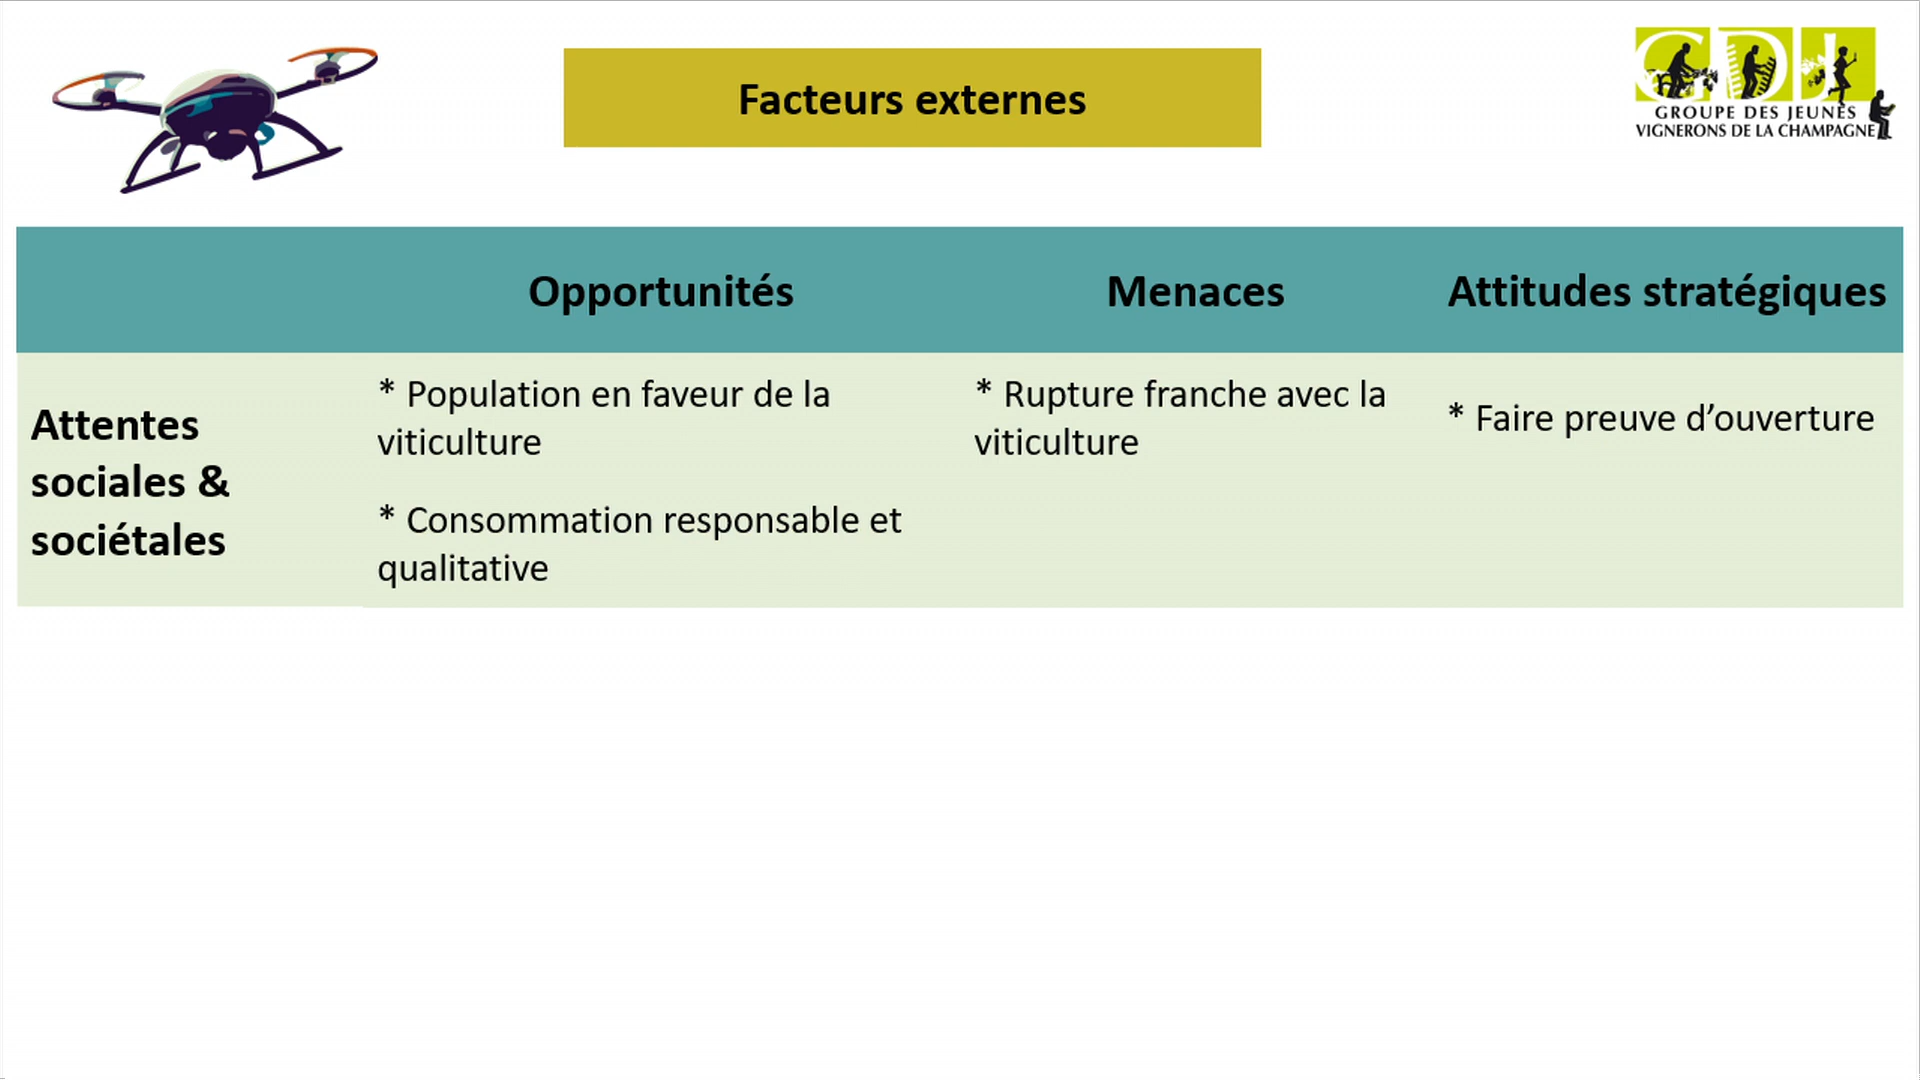 Facteurs externes
GDJ
GROUPE DES JEUNES
VIGNERONS DE LA CHAMPAGNE
Opportunités
Menaces
Attitudes stratégiques
Attentes
sociales &
sociétales
* Population en faveur de la
viticulture
* Consommation responsable et
qualitative
* Rupture franche avec la
viticulture
* Faire preuve d’ouverture